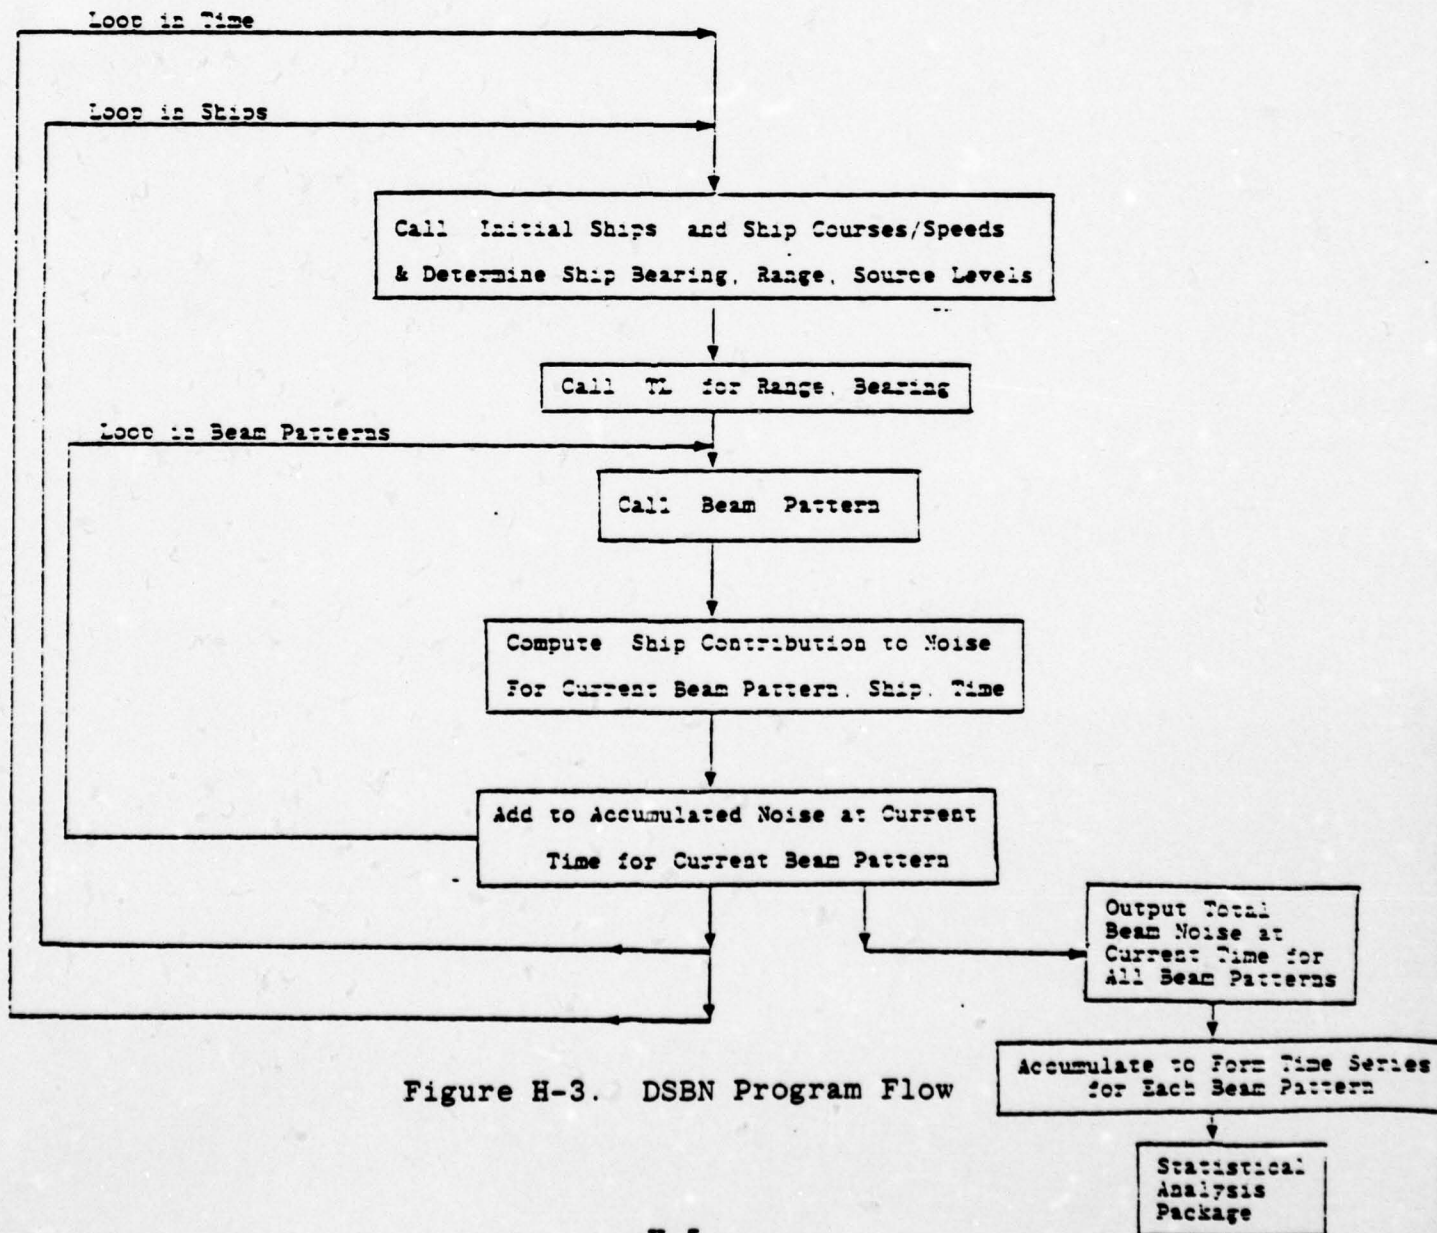 Loop in Time
Loop in Ships
Call Initial Ships and Ship Courses/Speeds
& Determine Ship Bearing, Range, Source Levels
Call TL for Range, Bearing
Loop in Beam Patterns
Call Beam Pattern
Compute Ship Contribution to Noise
For Current Beam Pattern, Ship, Time
Add to Accumulated Noise at Current
Time for Current Beam Pattern
Output Total
Beam Noise at
Current Time for
All Beam Patterns
Accumulate to Form Time Series
for Each Beam Pattern
Statistical
Analysis
Package
Figure H-3. DSBN Program Flow